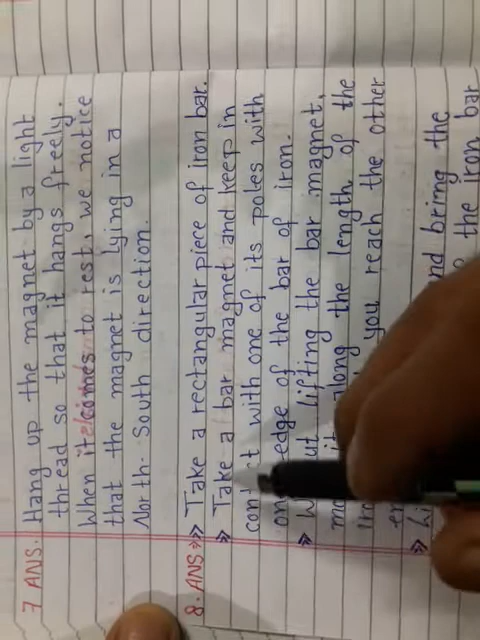 7 ANS. Hang up the magnet by a light
thread so that it hangs freely.
When it comes to rest, we notice
that the magnet is lying in a
North-South direction.
8. ANS→» Take a rectangular piece of iron bar.
» Take a bar magnet and keep in
with one of its poles with
edge of the bar of iron.
» lifting the bar magnet,
along the length of the
you reach the other
» and bring the
the iron bar